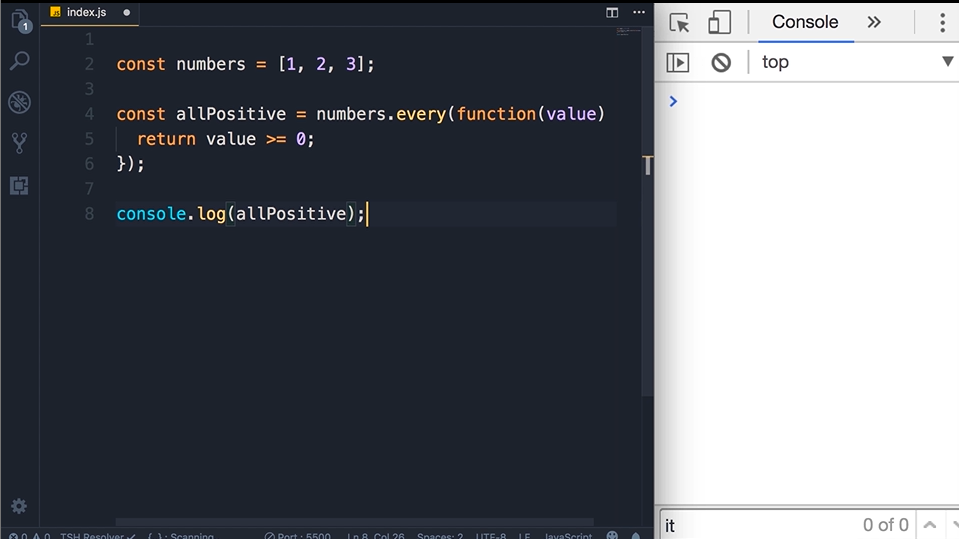 index.js
1
1
2 const numbers = [1, 2, 3];
3
4 const allPositive = numbers.every(function(value)
5 return value >= 0;
6 });
7
8 console.log(allPositive);
Console
top
it
0 of 0
0 0 TSH Resolver { } : Scanning Port : 5500 Ln 8, Col 26 Spaces: 2 UTF-8 LF JavaScript